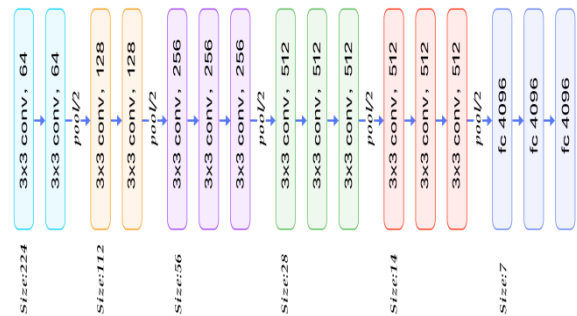 3x3 conv, 64
3x3 conv, 64
pool/2
3x3 conv, 128
3x3 conv, 128
pool/2
3x3 conv, 256
3x3 conv, 256
3x3 conv, 256
pool/2
3x3 conv, 512
3x3 conv, 512
3x3 conv, 512
pool/2
3x3 conv, 512
3x3 conv, 512
3x3 conv, 512
pool/2
fc 4096
fc 4096
fc 4096
Size:224
Size:112
Size:56
Size:28
Size:14
Size:7